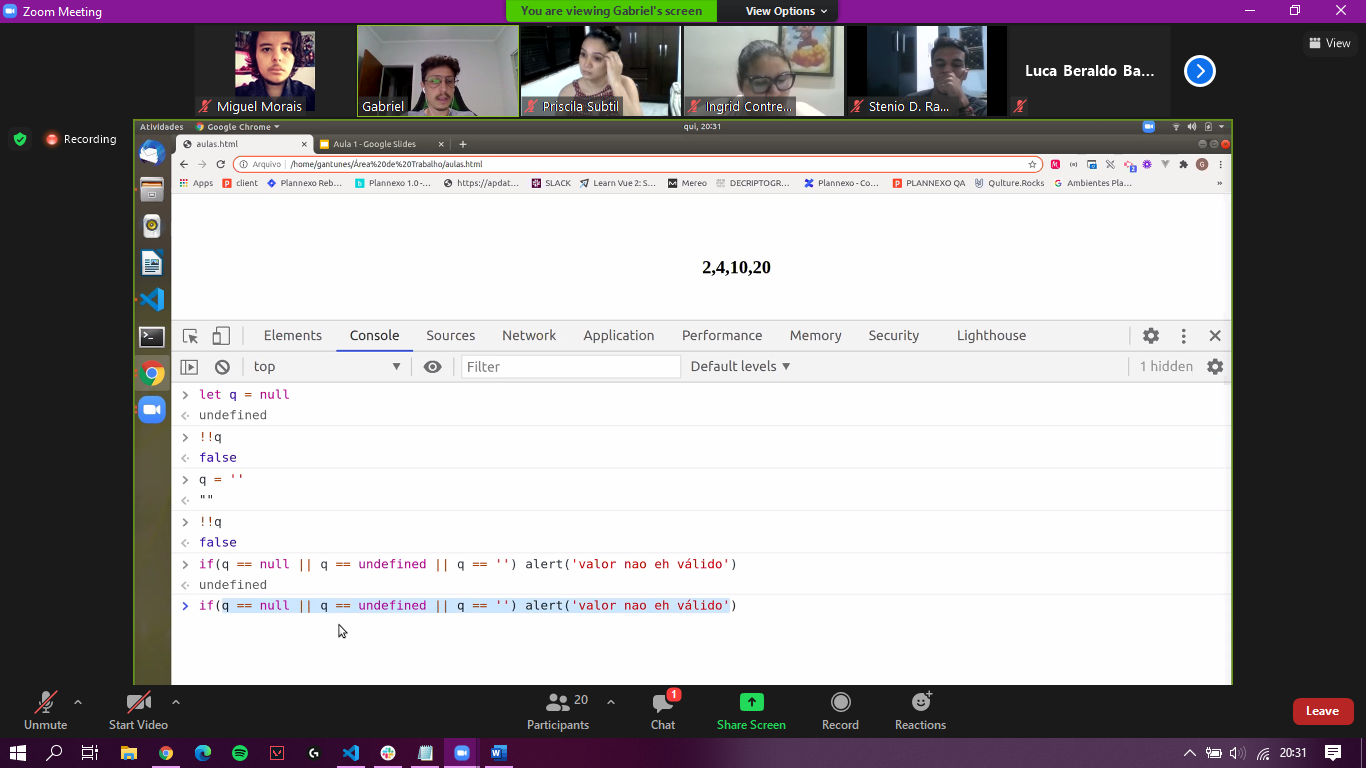 Zoom Meeting
You are viewing Gabriel's screen
View Options
View
Miguel Morais
Gabriel
Priscila Subtil
Ingrid Contre...
Stenio D. Ra...
Luca Beraldo Ba...
Recording
Atividades
Google Chrome
qui, 20:31
aulas.html
Aula 1 - Google Slides
Arquivo | /home/gantunes/Área%20de%20Trabalho/aulas.html
G
Apps
client
Plannexo Reb...
Plannexo 1.0 -...
https://apdat...
SLACK
Learn Vue 2: S...
Mereo
DECRIPTOGR...
Plannexo - Co...
PLANNEXO QA
Qulture.Rocks
Ambientes Pla...
»
2,4,10,20
Elements Console Sources Network Application Performance Memory Security Lighthouse
top
Filter
Default levels
1 hidden
let q = null
undefined
!!q
false
q = ''
""
!!q
false
if(q == null || q == undefined || q == '') alert('valor nao eh válido')
undefined
if(q == null || q == undefined || q == '') alert('valor nao eh válido')
Unmute
Start Video
20
Participants
1
Chat
Share Screen
Record
Reactions
Leave
20:31